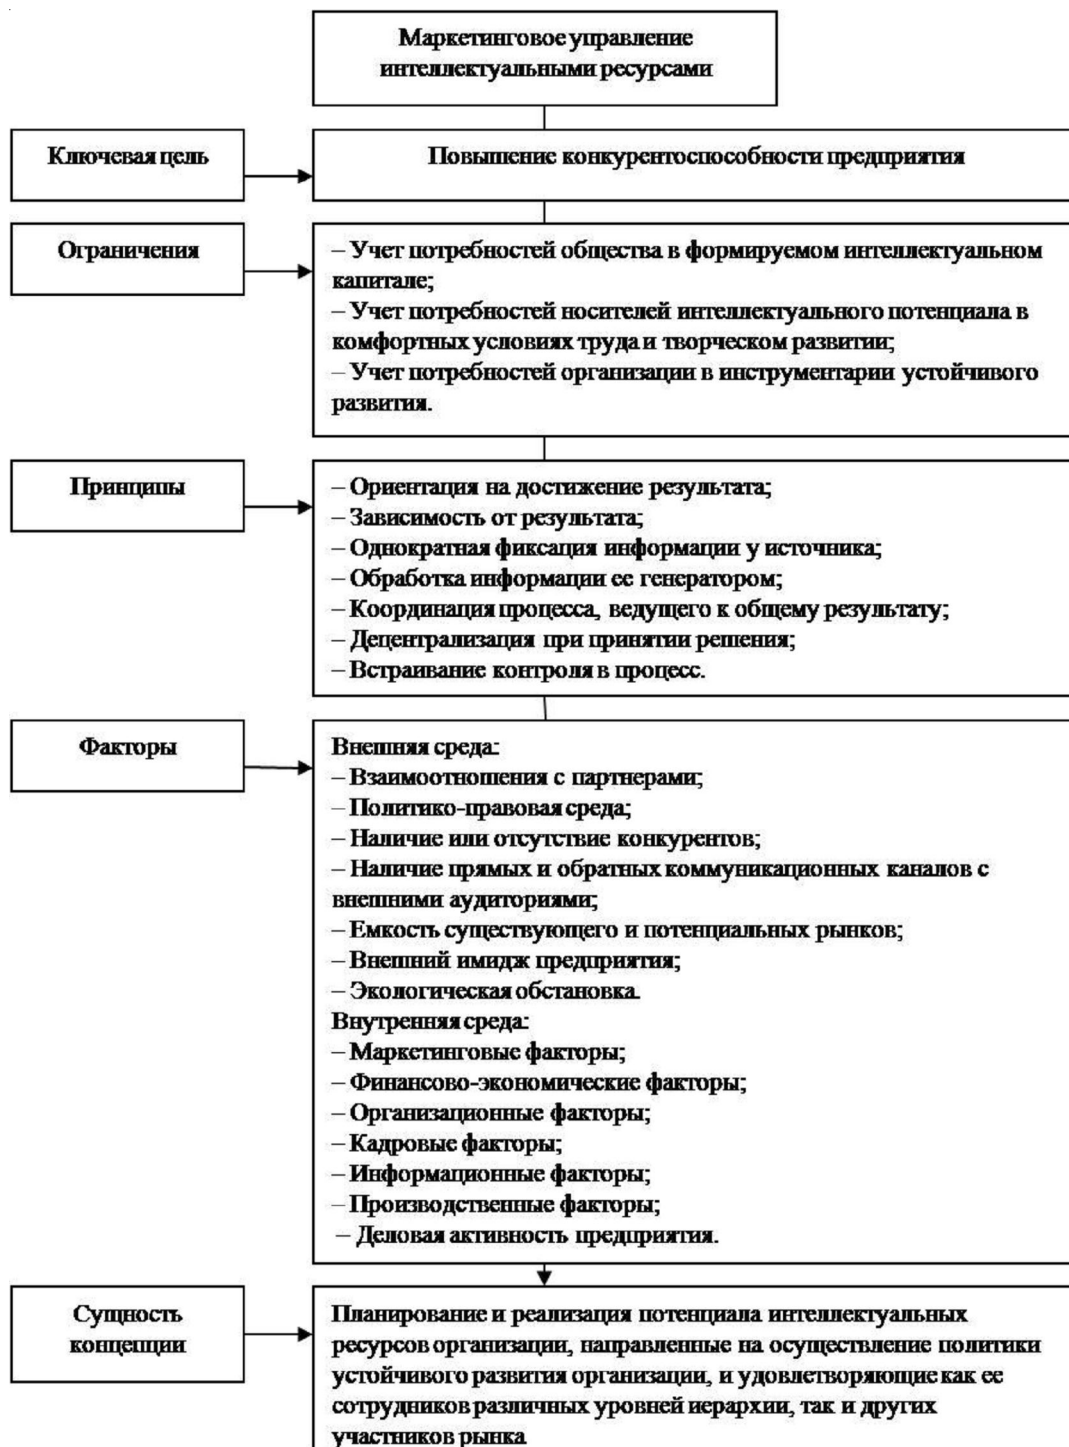 Маркетинговое управление
интеллектуальными ресурсами
Ключевая цель
Повышение конкурентоспособности предприятия
Ограничения
– Учет потребностей общества в формируемом интеллектуальном
капитале;
– Учет потребностей носителей интеллектуального потенциала в
комфортных условиях труда и творческом развитии;
– Учет потребностей организации в инструментарии устойчивого
развития.
Принципы
– Ориентация на достижение результата;
– Зависимость от результата;
– Однократная фиксация информации у источника;
– Обработка информации ее генератором;
– Координация процесса, ведущего к общему результату;
– Децентрализация при принятии решения;
– Встраивание контроля в процесс.
Факторы
Внешняя среда:
– Взаимоотношения с партнерами;
– Политико-правовая среда;
– Наличие или отсутствие конкурентов;
– Наличие прямых и обратных коммуникационных каналов с
внешними аудиториями;
– Емкость существующего и потенциальных рынков;
– Внешний имидж предприятия;
– Экологическая обстановка.
Внутренняя среда:
– Маркетинговые факторы;
– Финансово-экономические факторы;
– Организационные факторы;
– Кадровые факторы;
– Информационные факторы;
– Производственные факторы;
– Деловая активность предприятия.
Сущность
концепции
Планирование и реализация потенциала интеллектуальных
ресурсов организации, направленные на осуществление политики
устойчивого развития организации, и удовлетворяющие как ее
сотрудников различных уровней иерархии, так и других
участников рынка